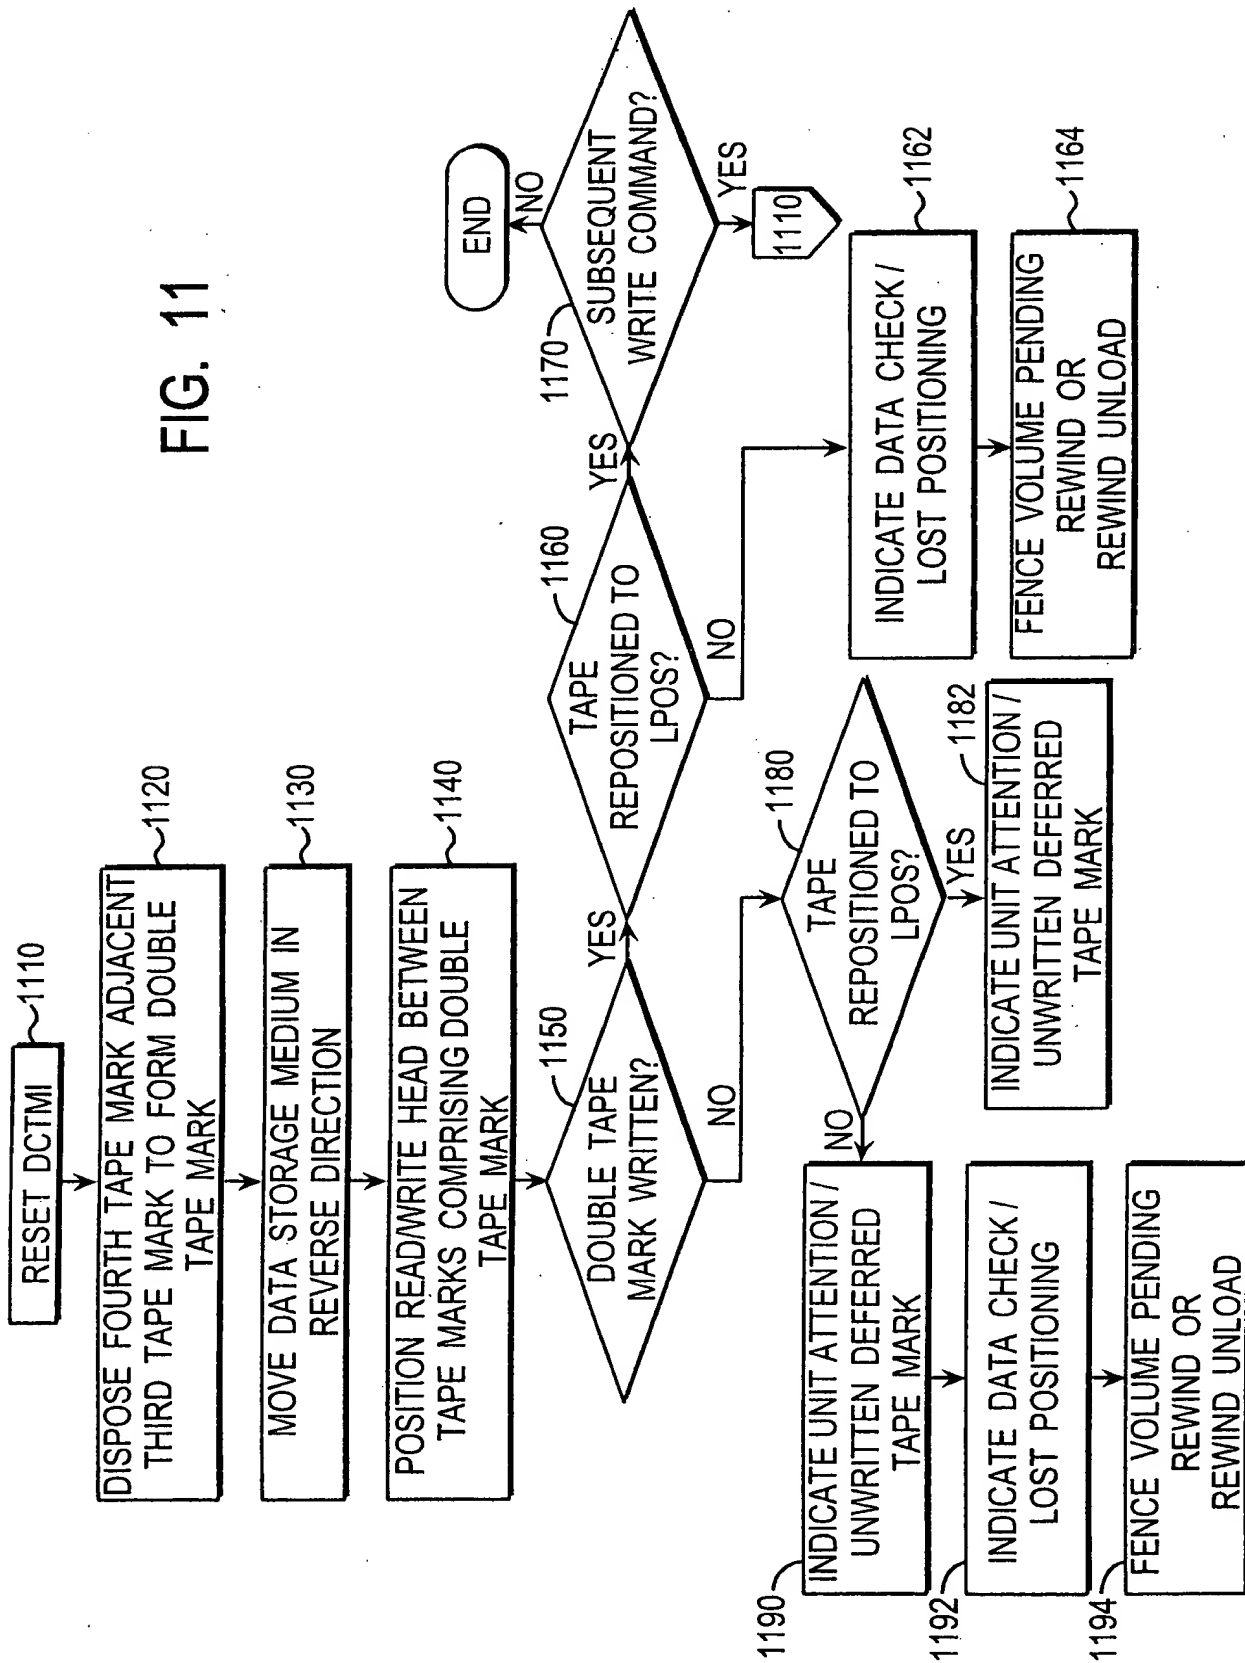 FIG. 11
RESET DCTMI
1110
DISPOSE FOURTH TAPE MARK ADJACENT
THIRD TAPE MARK TO FORM DOUBLE
TAPE MARK
1120
MOVE DATA STORAGE MEDIUM IN
REVERSE DIRECTION
1130
POSITION READ/WRITE HEAD BETWEEN
TAPE MARKS COMPRISING DOUBLE
TAPE MARK
1140
DOUBLE TAPE
MARK WRITTEN?
1150
YES
NO
TAPE
REPOSITIONED TO
LPOS?
1160
YES
NO
SUBSEQUENT
WRITE COMMAND?
1170
NO
END
YES
1110
INDICATE DATA CHECK/
LOST POSITIONING
1162
FENCE VOLUME PENDING
REWIND OR
REWIND UNLOAD
1164
TAPE
REPOSITIONED TO
LPOS?
1180
YES
NO
INDICATE UNIT ATTENTION/
UNWRITTEN DEFERRED
TAPE MARK
1182
INDICATE UNIT ATTENTION/
UNWRITTEN DEFERRED
TAPE MARK
1190
INDICATE DATA CHECK/
LOST POSITIONING
1192
FENCE VOLUME PENDING
REWIND OR
REWIND UNLOAD
1194